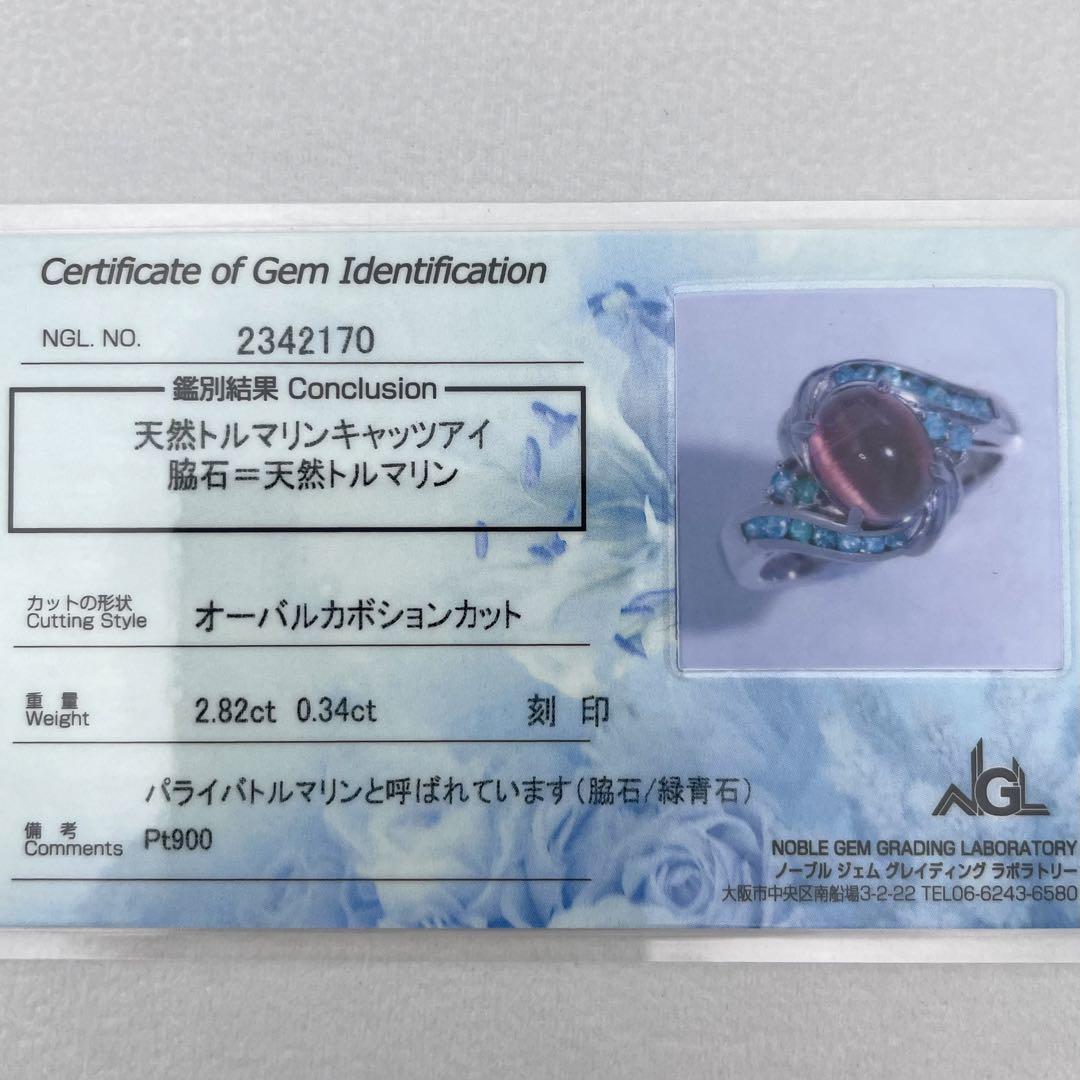 Certificate of Gem Identification
NGL. NO. 2342170
鑑別結果 Conclusion
天然トルマリンキャッツアイ
脇石＝天然トルマリン
カットの形状
Cutting Style オーバルカボションカット
重量
Weight 2.82ct 0.34ct 刻印
パライバトルマリンと呼ばれています(脇石/緑青石)
備考
Comments Pt900
NGL
NOBLE GEM GRADING LABORATORY
ノーブル ジェム グレイディング ラボラトリー
大阪市中央区南船場3-2-22 TEL06-6243-6580